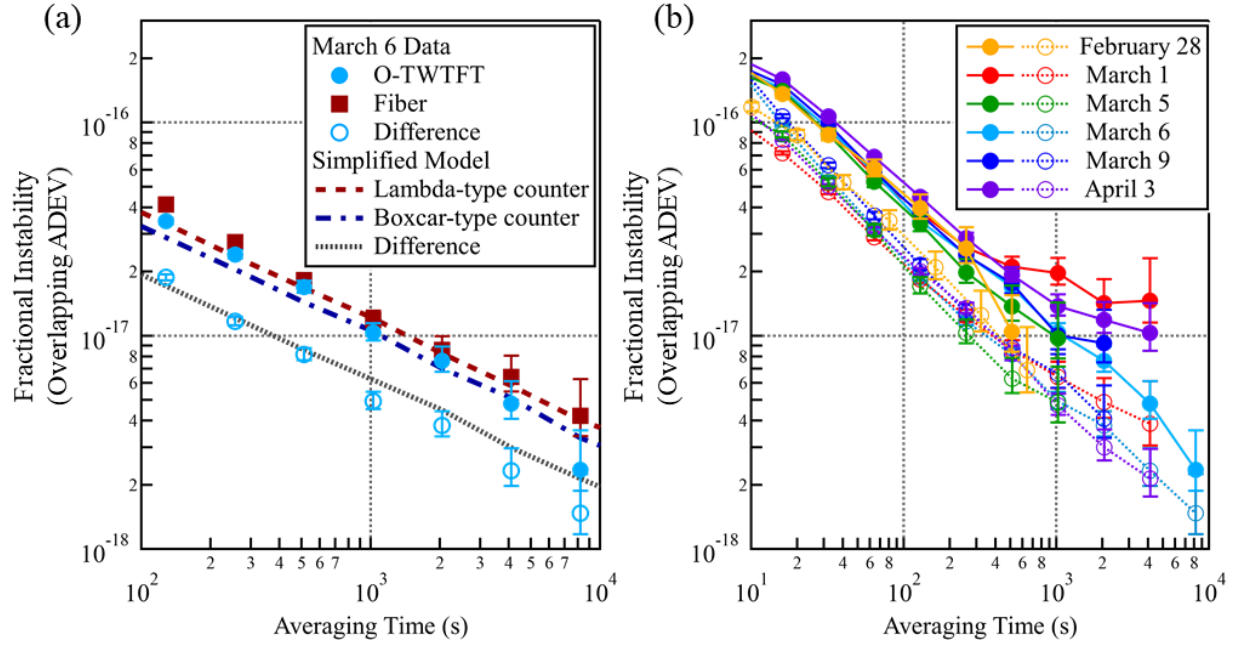 (a)
Fractional Instability
(Overlapping ADEV)
2
10^-16
8
6
4
2
10^-17
8
6
4
2
10^-18
March 6 Data
O-TWTFT
Fiber
Difference
Simplified Model
Lambda-type counter
Boxcar-type counter
Difference
2 3 4 5 6 7 2 3 4 5 6 7
10^2 10^3 10^4
Averaging Time (s)
(b)
Fractional Instability
(Overlapping ADEV)
2
10^-16
8
6
4
2
10^-17
8
6
4
2
10^-18
February 28
March 1
March 5
March 6
March 9
April 3
2 4 6 8 2 4 6 8 2 4 6 8
10^1 10^2 10^3 10^4
Averaging Time (s)